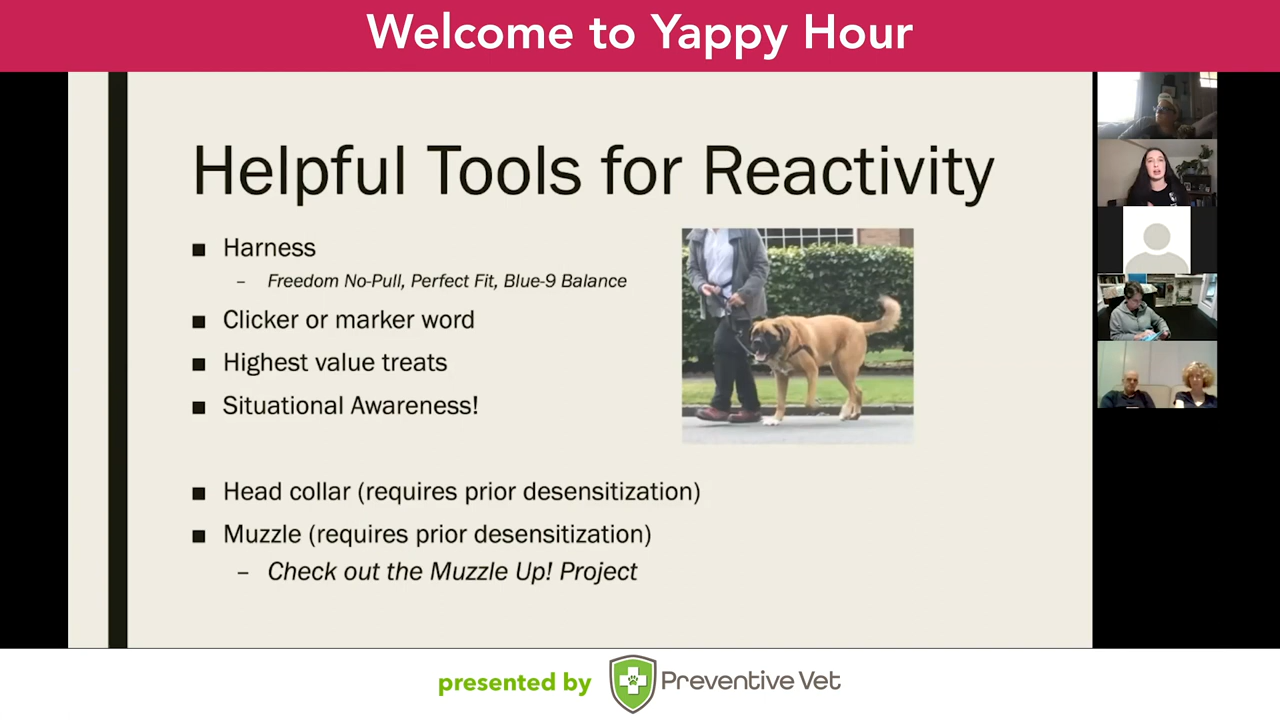 Welcome to Yappy Hour
Helpful Tools for Reactivity
■ Harness
– Freedom No-Pull, Perfect Fit, Blue-9 Balance
■ Clicker or marker word
■ Highest value treats
■ Situational Awareness!
■ Head collar (requires prior desensitization)
■ Muzzle (requires prior desensitization)
– Check out the Muzzle Up! Project
presented by Preventive Vet